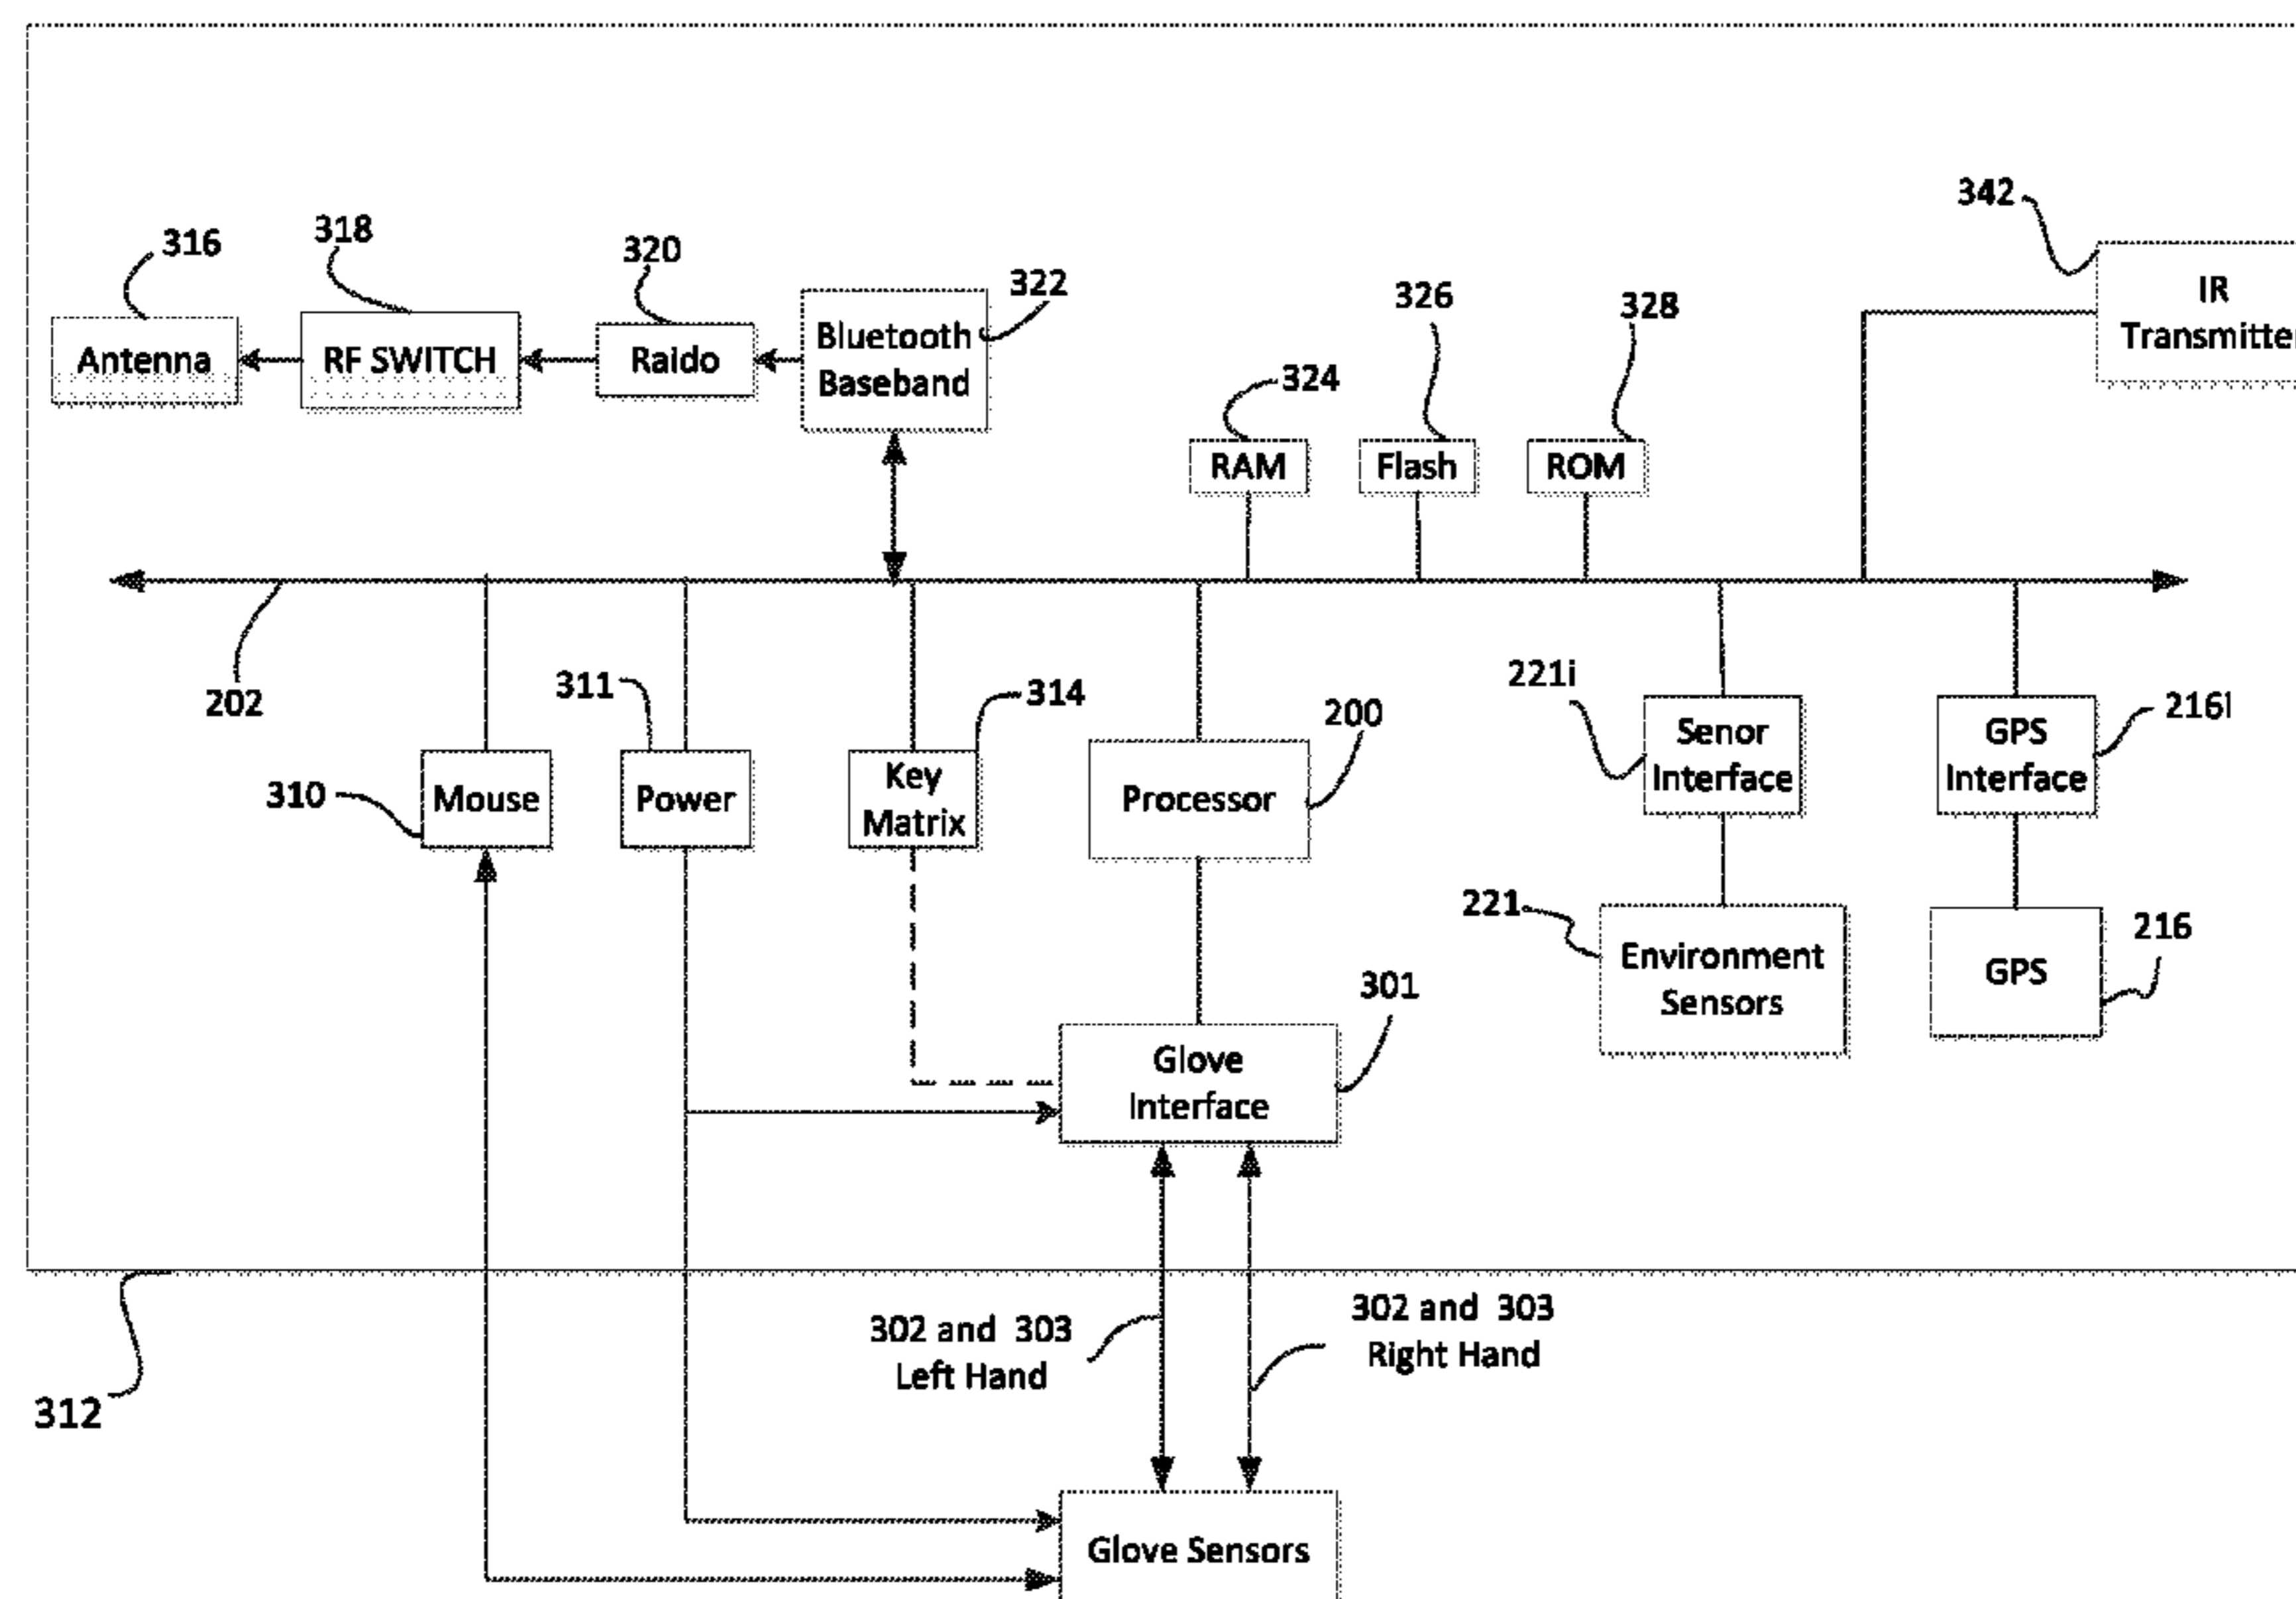 342
316
318
320
322
326
328
IR
Transmitter
Antenna
RF SWITCH
Raido
Bluetooth
Baseband
324
RAM
Flash
ROM
202
311
314
200
221i
216i
310
Mouse
Power
Key
Matrix
Processor
Senor
Interface
GPS
Interface
221
Environment
Sensors
GPS
216
301
Glove
Interface
302 and 303
Left Hand
302 and 303
Right Hand
312
Glove Sensors